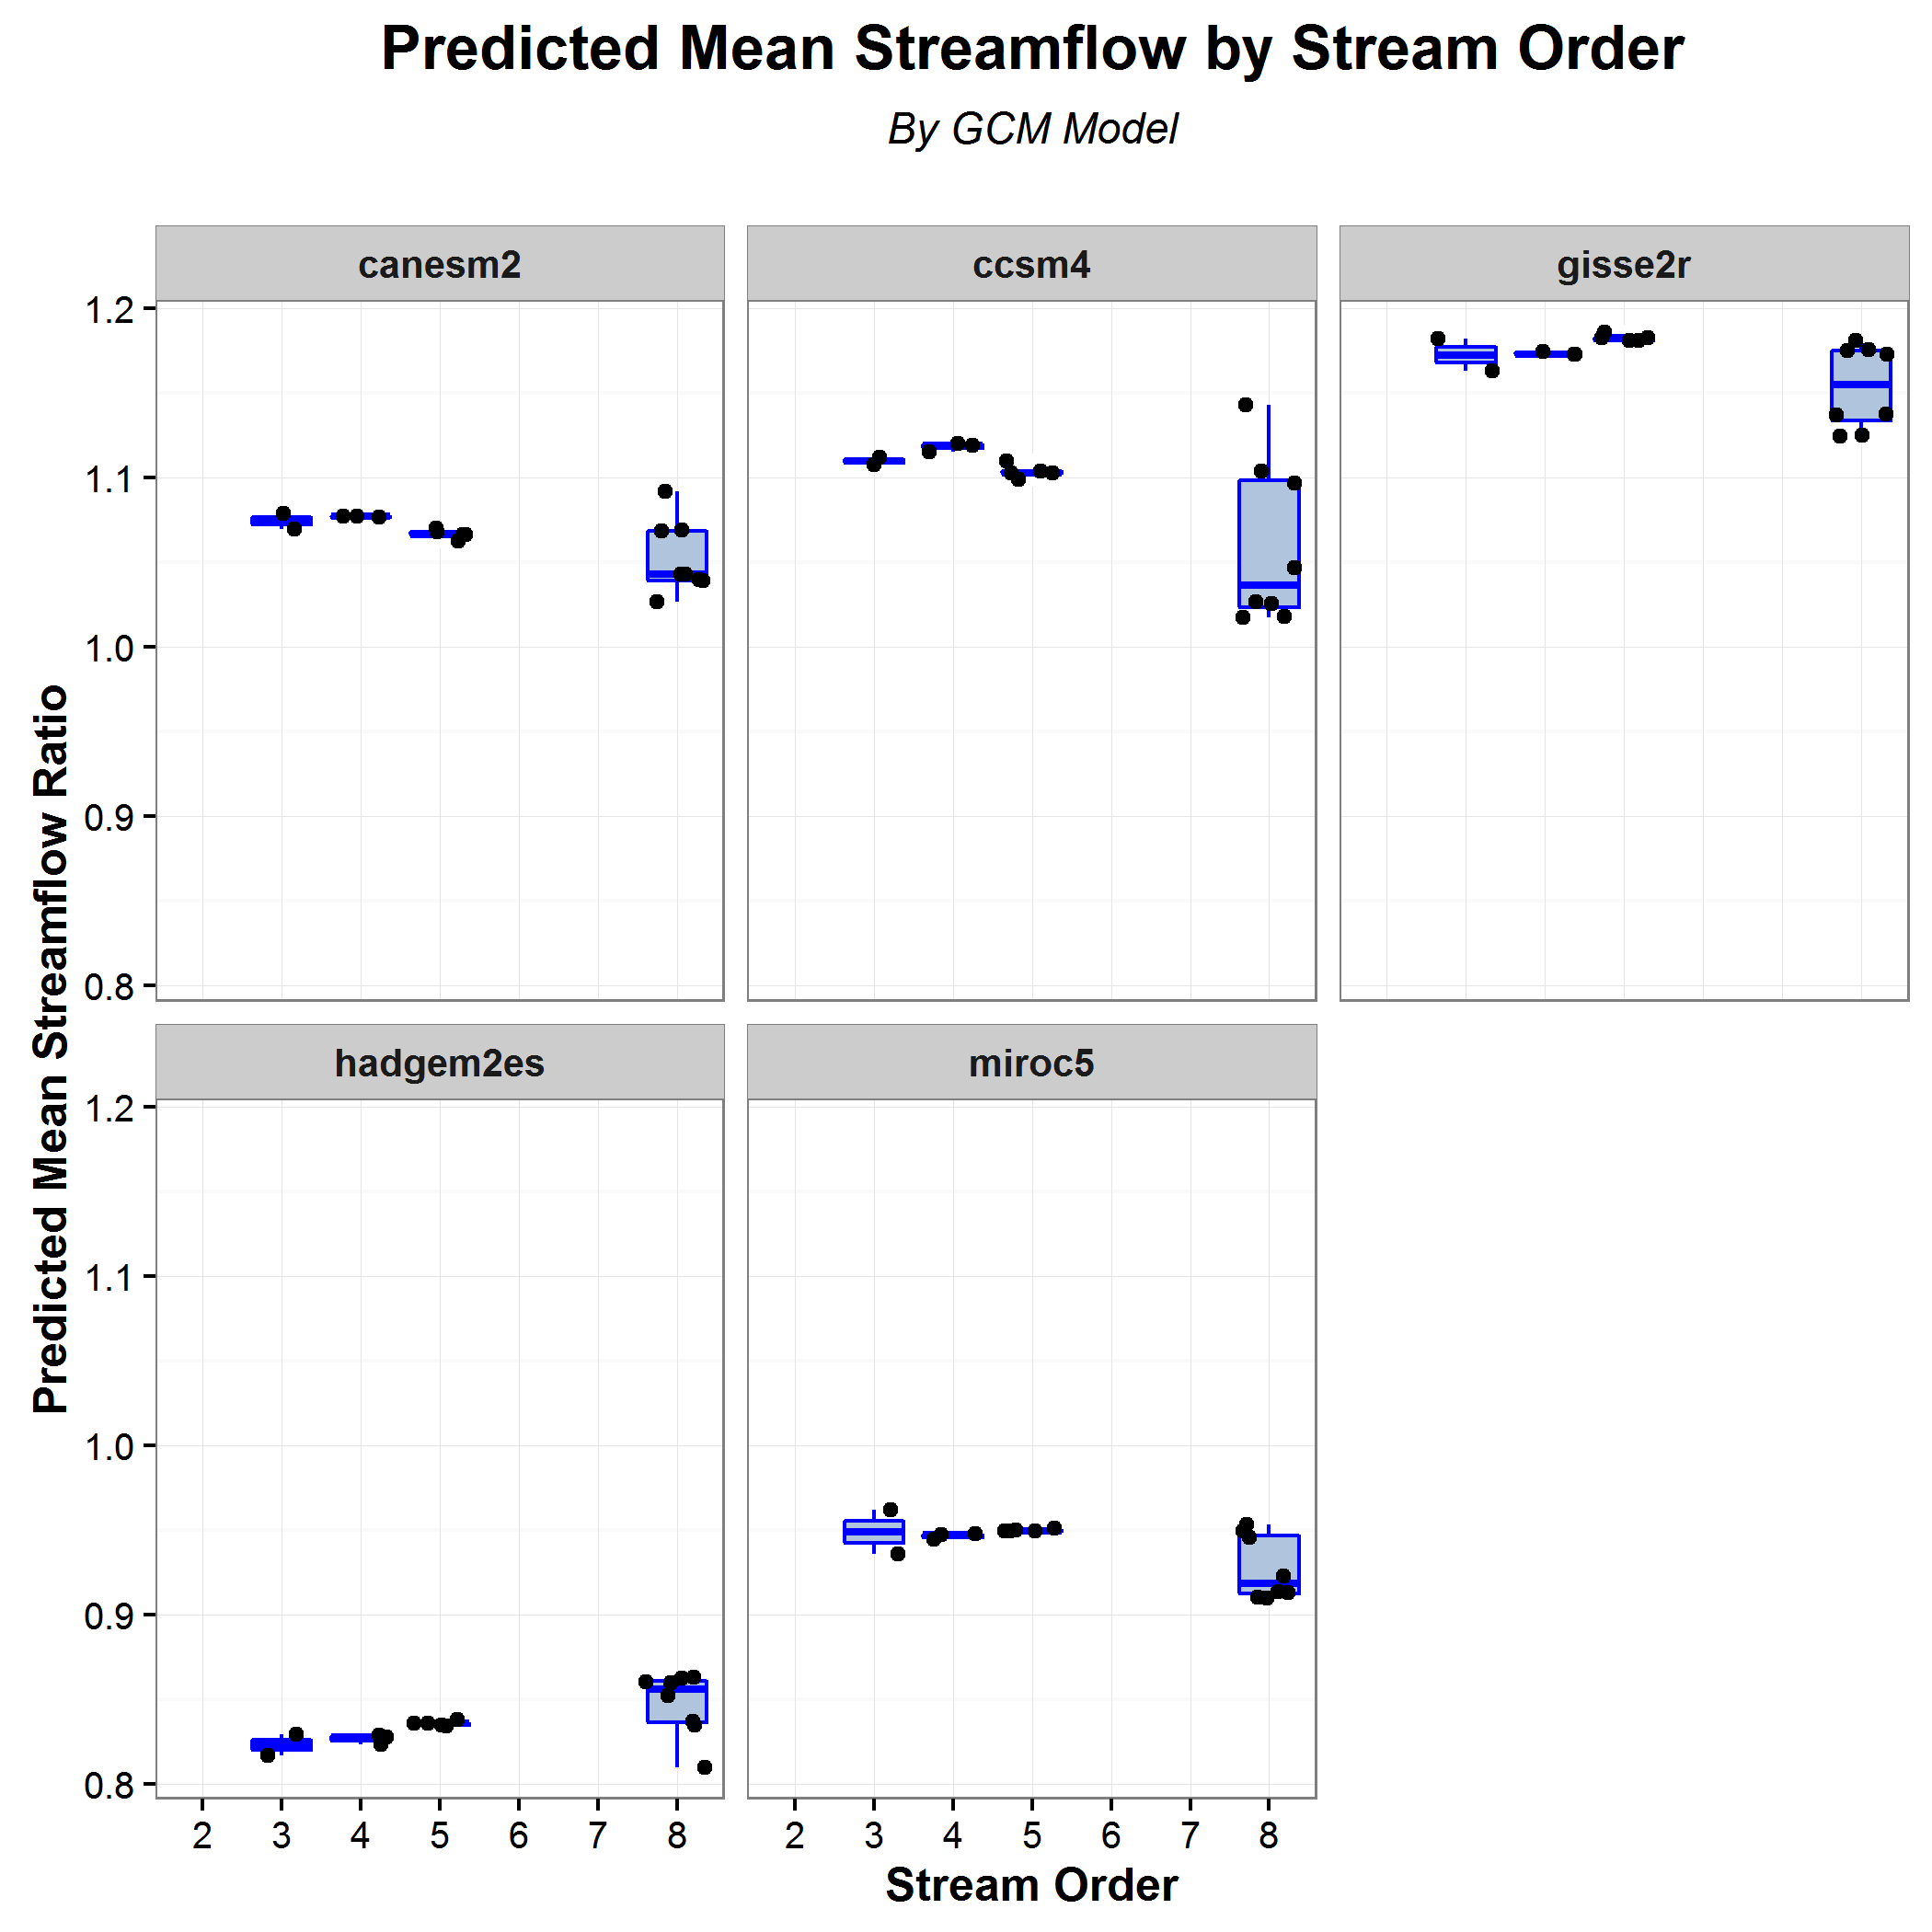 Predicted Mean Streamflow by Stream Order
By GCM Model
canesm2
ccsm4
gisse2r
1.2
1.1
1.0
0.9
0.8
Predicted Mean Streamflow Ratio
hadgem2es
miroc5
1.2
1.1
1.0
0.9
0.8
2 3 4 5 6 7 8
2 3 4 5 6 7 8
Stream Order